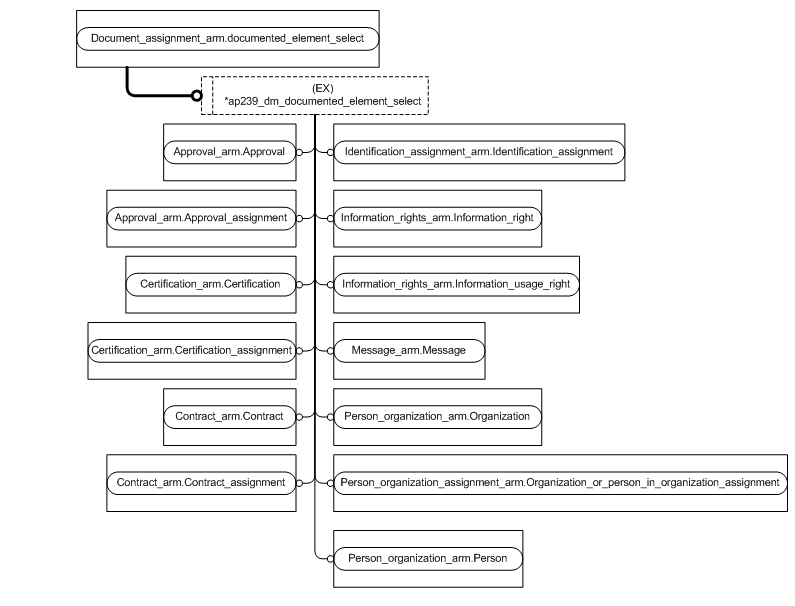 Document_assignment_arm.documented_element_select
(EX)
*ap239_dm_documented_element_select
Approval_arm.Approval
Identification_assignment_arm.Identification_assignment
Approval_arm.Approval_assignment
Information_rights_arm.Information_right
Certification_arm.Certification
Information_rights_arm.Information_usage_right
Certification_arm.Certification_assignment
Message_arm.Message
Contract_arm.Contract
Person_organization_arm.Organization
Contract_arm.Contract_assignment
Person_organization_assignment_arm.Organization_or_person_in_organization_assignment
Person_organization_arm.Person